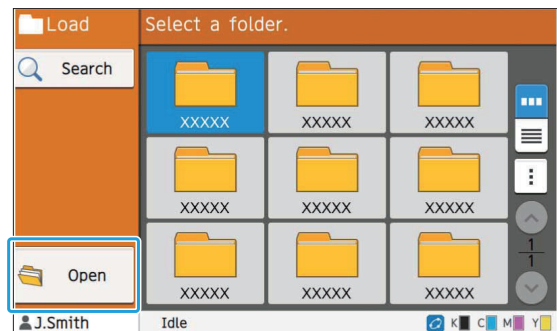 Load
Select a folder.
Search
XXXXX XXXXX XXXXX
XXXXX XXXXX XXXXX
1
1
Open
XXXXX XXXXX XXXXX
J.Smith
Idle
K C M Y